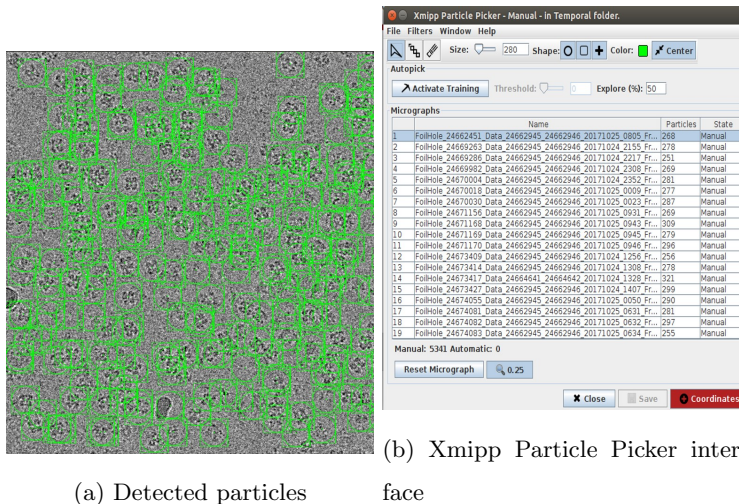 Xmipp Particle Picker - Manual - in Temporal folder.
File Filters Window Help
Size: 280 Shape: Color: Center
Autopick
Activate Training Threshold: 0 Explore (%): 50
Micrographs
Name Particles State
1 FoilHole_24662451_Data_24662945_24662946_20171025_0805_Fr... 268 Manual
2 FoilHole_24669263_Data_24662945_24662946_20171024_2155_Fr... 278 Manual
3 FoilHole_24669286_Data_24662945_24662946_20171024_2217_Fr... 251 Manual
4 FoilHole_24669982_Data_24662945_24662946_20171024_2308_Fr... 269 Manual
5 FoilHole_24670004_Data_24662945_24662946_20171024_2352_Fr... 281 Manual
6 FoilHole_24670018_Data_24662945_24662946_20171025_0009_Fr... 277 Manual
7 FoilHole_24670030_Data_24662945_24662946_20171025_0023_Fr... 287 Manual
8 FoilHole_24671156_Data_24662945_24662946_20171025_0931_Fr... 269 Manual
9 FoilHole_24671168_Data_24662945_24662946_20171025_0943_Fr... 309 Manual
10 FoilHole_24671169_Data_24662945_24662946_20171025_0945_Fr... 279 Manual
11 FoilHole_24671170_Data_24662945_24662946_20171025_0946_Fr... 296 Manual
12 FoilHole_24673409_Data_24662945_24662946_20171024_1256_Fr... 256 Manual
13 FoilHole_24673414_Data_24662945_24662946_20171024_1308_Fr... 278 Manual
14 FoilHole_24673417_Data_24664641_24664642_20171024_1328_Fr... 321 Manual
15 FoilHole_24673427_Data_24662945_24662946_20171024_1407_Fr... 299 Manual
16 FoilHole_24674055_Data_24662945_24662946_20171025_0050_Fr... 290 Manual
17 FoilHole_24674081_Data_24662945_24662946_20171025_0631_Fr... 281 Manual
18 FoilHole_24674082_Data_24662945_24662946_20171025_0632_Fr... 297 Manual
19 FoilHole_24674083_Data_24662945_24662946_20171025_0634_Fr... 255 Manual
Manual: 5341 Automatic: 0
Reset Micrograph 0.25
Close Save Coordinates
(a) Detected particles
(b) Xmipp Particle Picker inter
face